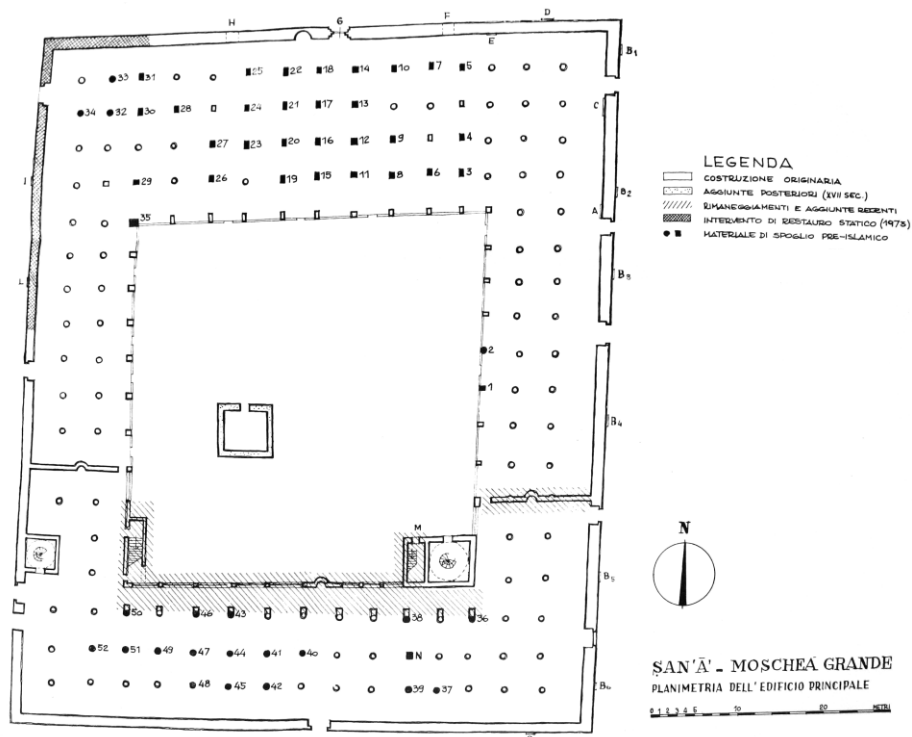 H G F D
E
B1
33 31 25 22 18 14 10 7 5
34 32 30 28 24 21 17 13
C
27 23 20 16 12 9 4
I 29 26 19 15 11 8 6 3
B2
35
A
L
B3
2
1
B4
M
B5
50 46 43 38 36
52 51 49 47 44 41 40 N
48 45 42 39 37
B6
LEGENDA
COSTRUZIONE ORIGINARIA
AGGIUNTE POSTERIORI (XVII SEC.)
RIMANEGGIAMENTI E AGGIUNTE RECENTI
INTERVENTO DI RESTAURO STATICO (1973)
MATERIALE DI SPOGLIO PRE-ISLAMICO
N
ṢAN'Ā' - MOSCHEA GRANDE
PLANIMETRIA DELL'EDIFICIO PRINCIPALE
0 1 2 3 4 5 10 20 METRI